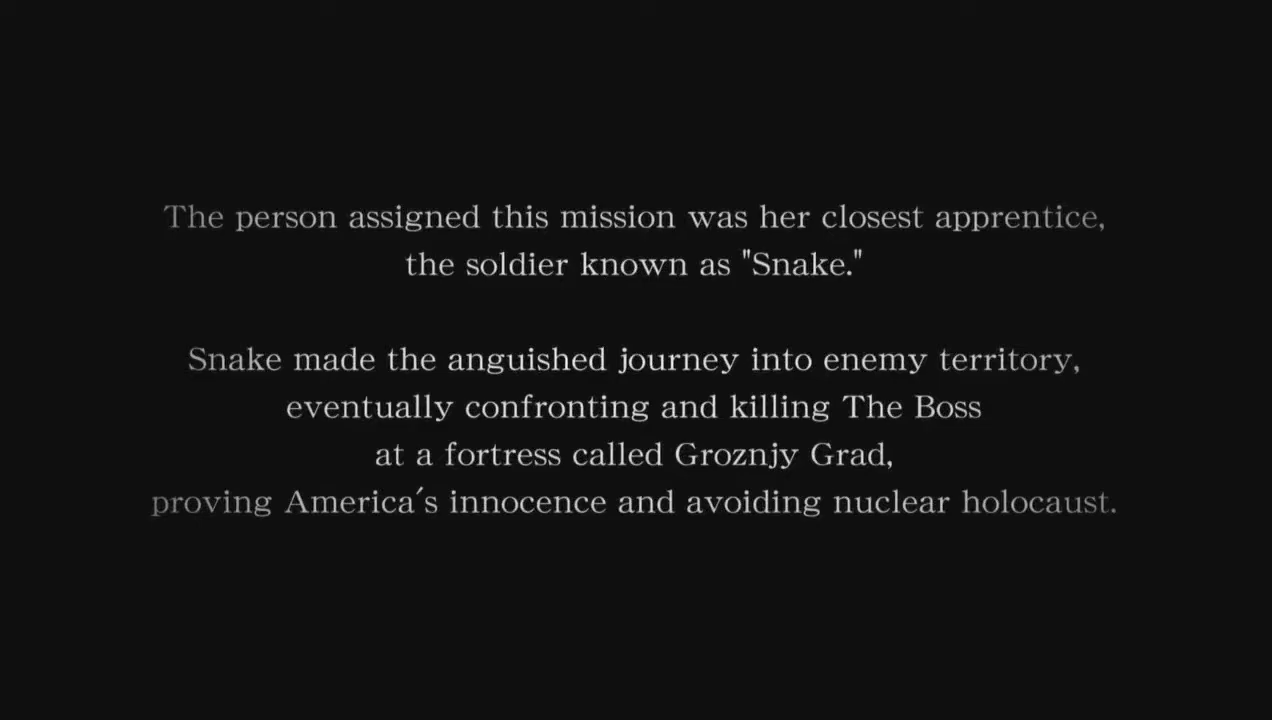 The person assigned this mission was her closest apprentice,
the soldier known as "Snake."
Snake made the anguished journey into enemy territory,
eventually confronting and killing The Boss
at a fortress called Groznjy Grad,
proving America's innocence and avoiding nuclear holocaust.